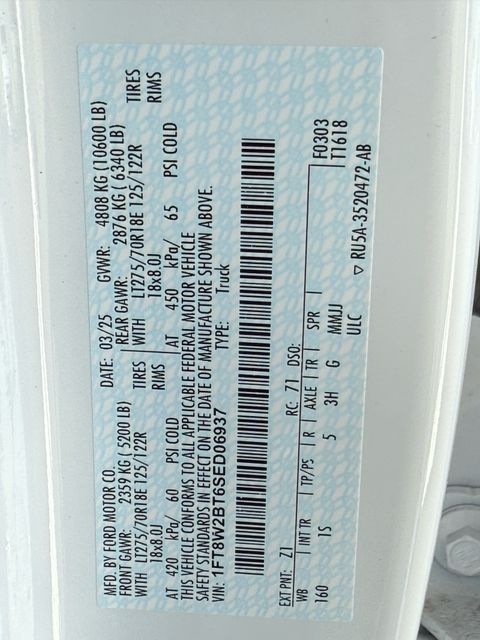 MFD. BY FORD MOTOR CO. DATE: 03/25 GVWR: 4808 KG (10600 LB)
FRONT GAWR: 2359 KG (5200 LB) REAR GAWR: 2876 KG (6340 LB)
WITH LT275/70R18E 125/122R TIRES WITH LT275/70R18E 125/122R TIRES
18x8.0J RIMS 18x8.0J RIMS
AT 420 kPa/ 60 PSI COLD AT 450 kPa/ 65 PSI COLD
THIS VEHICLE CONFORMS TO ALL APPLICABLE FEDERAL MOTOR VEHICLE
SAFETY STANDARDS IN EFFECT ON THE DATE OF MANUFACTURE SHOWN ABOVE.
VIN: 1FT8W2BT6SED06937 TYPE: Truck
EXT PNT: Z1 RC: 71 DSO: F0303
WB INT TR TP/PS R AXLE TR SPR T1618
160 1S 5 3H G MMJJ
ULC ▽ RU5A-3520472-AB